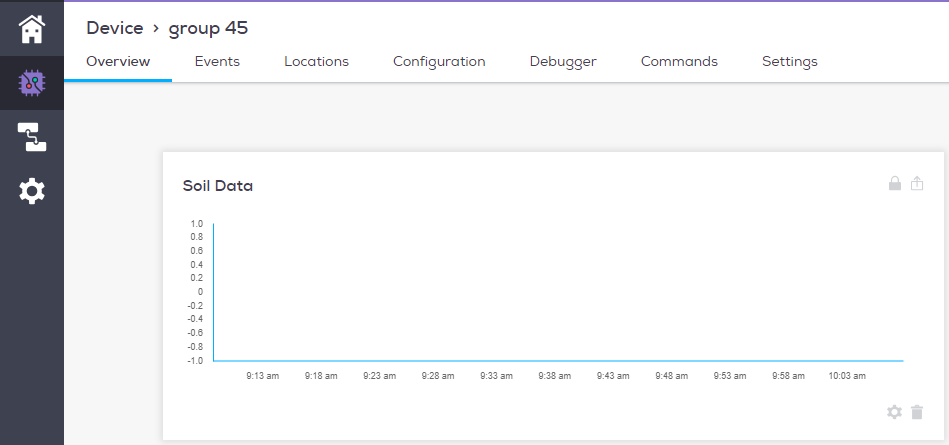 Device > group 45
Overview Events Locations Configuration Debugger Commands Settings
Soil Data
1.0
0.8
0.6
0.4
0.2
0
-0.2
-0.4
-0.6
-0.8
-1.0
9:13 am 9:18 am 9:23 am 9:28 am 9:33 am 9:38 am 9:43 am 9:48 am 9:53 am 9:58 am 10:03 am